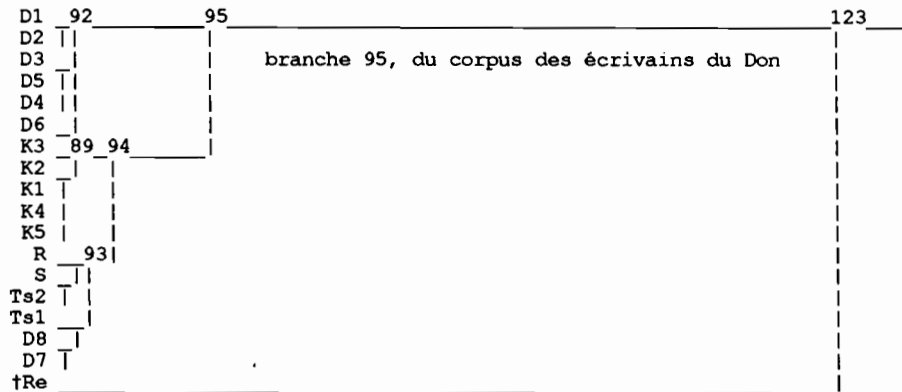 D1 92 95 123
D2
D3 branche 95, du corpus des écrivains du Don
D5
D4
D6
K3 89 94
K2
K1
K4
K5
R 93
S
Ts2
Ts1
D8
D7
†Re